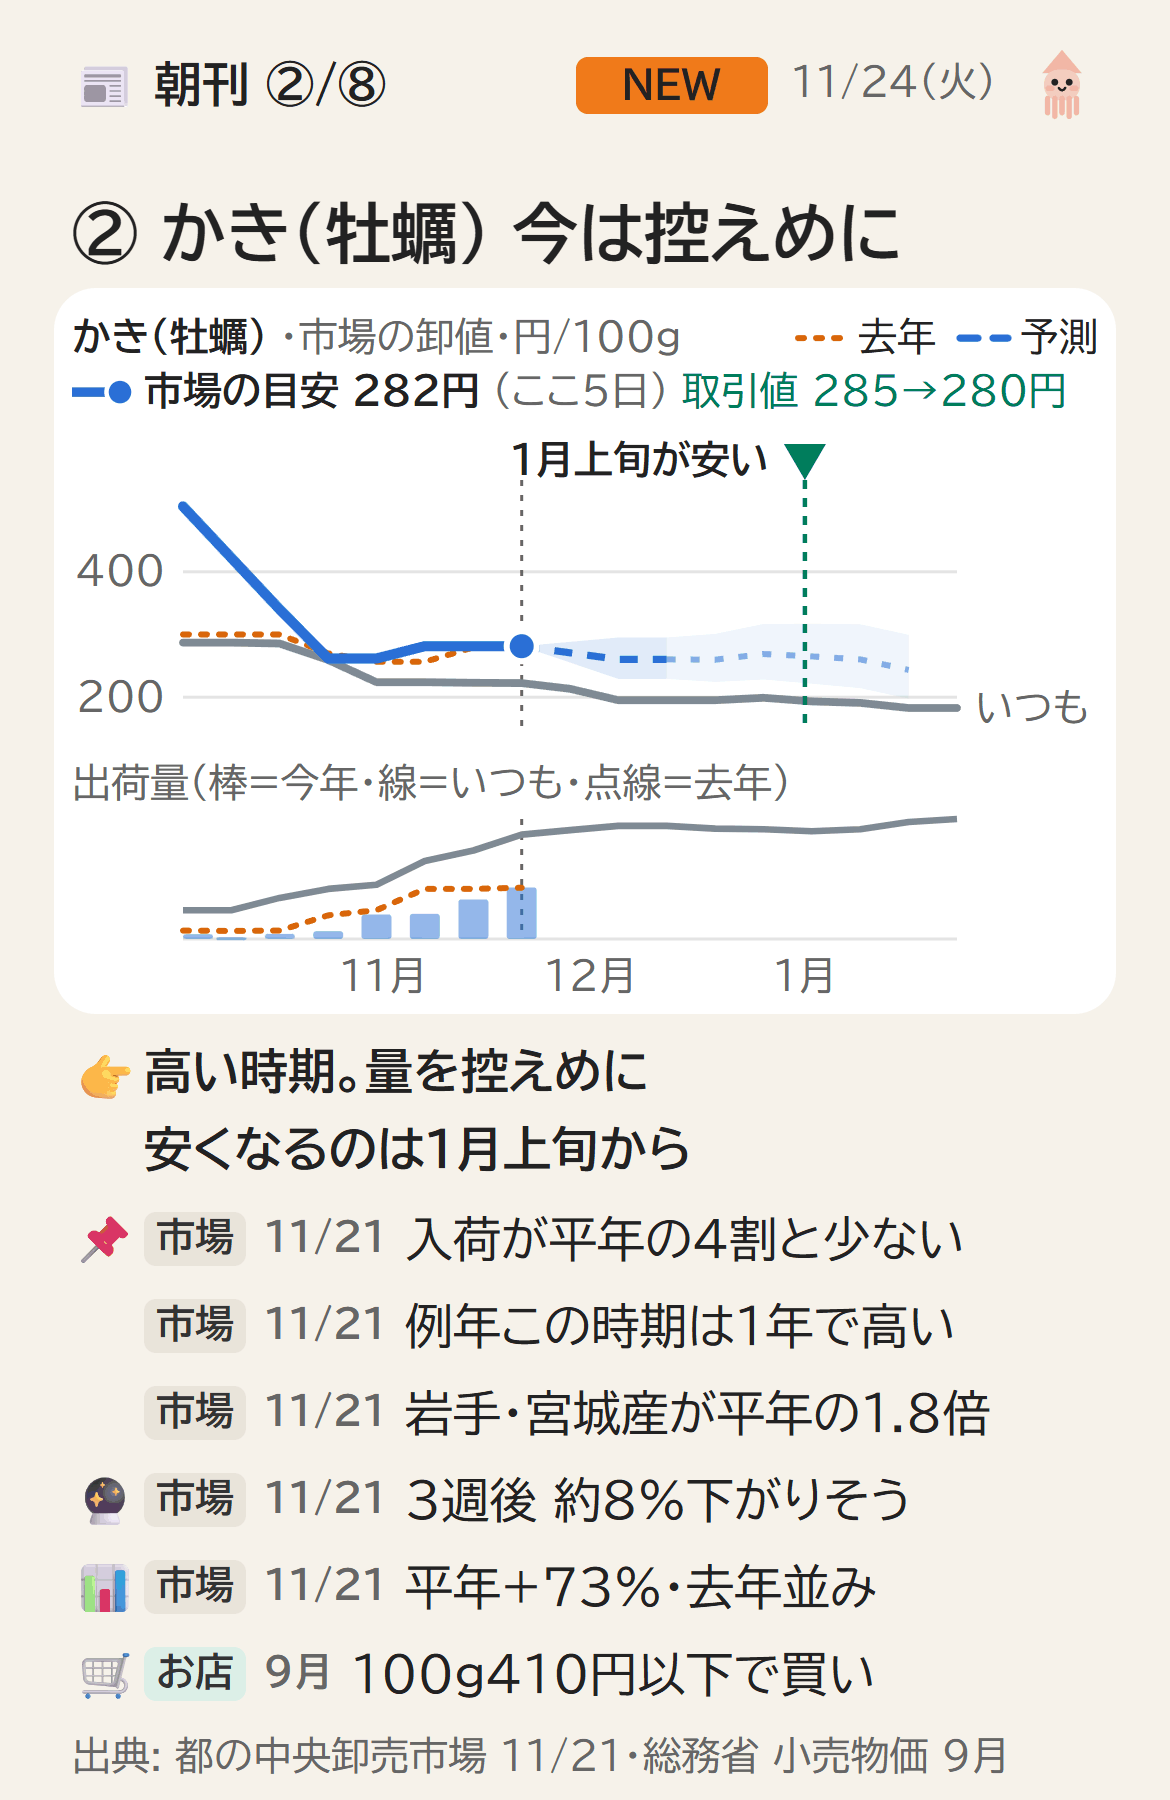 朝刊 ②/⑧
NEW
11/24(火)
② かき(牡蠣) 今は控えめに
かき(牡蠣)・市場の卸値・円/100g
去年 予測
市場の目安 282円 (ここ5日) 取引値 285→280円
1月上旬が安い
400
200
いつも
出荷量(棒=今年・線=いつも・点線=去年)
11月 12月 1月
高い時期。量を控えめに
安くなるのは1月上旬から
市場 11/21 入荷が平年の4割と少ない
市場 11/21 例年この時期は1年で高い
市場 11/21 岩手・宮城産が平年の1.8倍
市場 11/21 3週後 約8%下がりそう
市場 11/21 平年+73%・去年並み
お店 9月 100g410円以下で買い
出典: 都の中央卸売市場 11/21・総務省 小売物価 9月